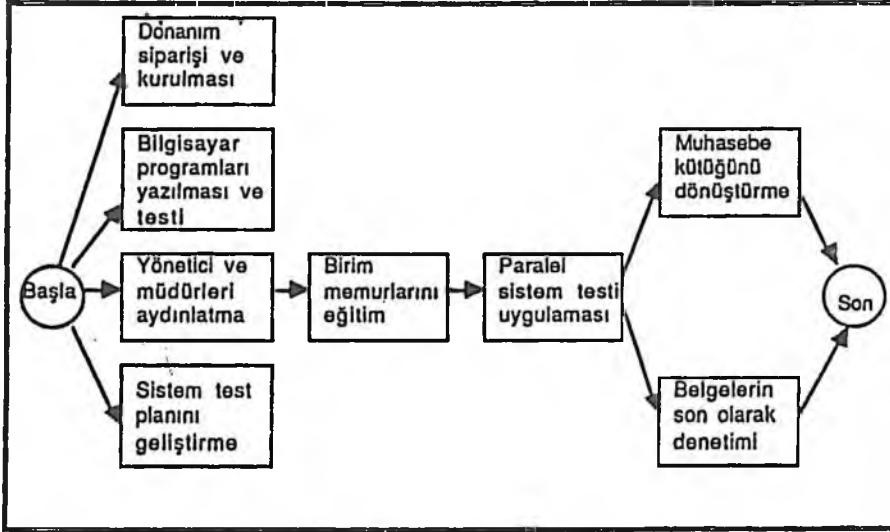 Donanım
siparişi ve
kurulması
Bilgisayar
programları
yazılması ve
testi
Başla
Yönetici ve
müdürleri
aydınlatma
Birim
memurlarını
eğitim
Paralel
sistem testi
uygulaması
Sistem test
planını
geliştirme
Muhasebe
kütüğünü
dönüştürme
Son
Belgelerin
son olarak
denetimi